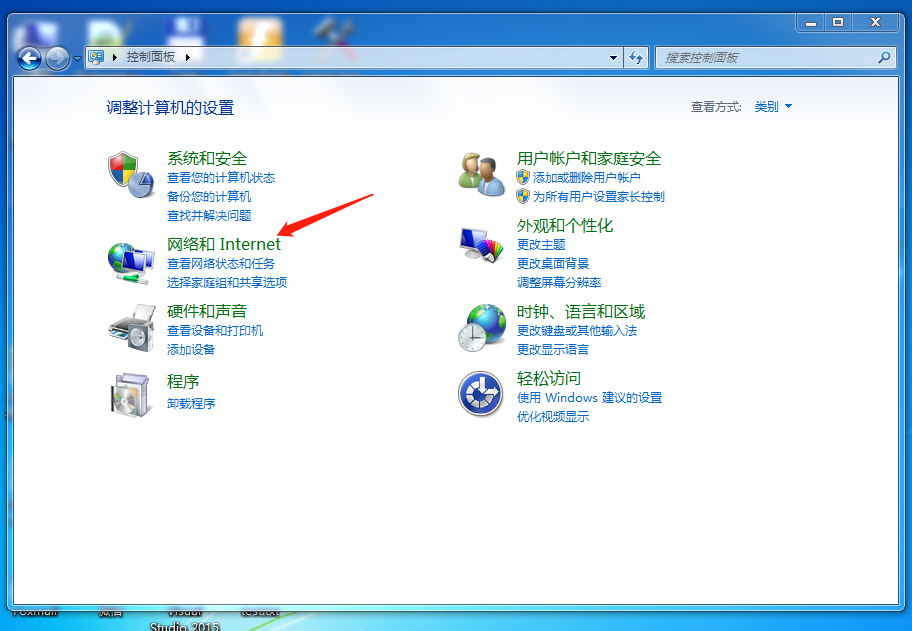 控制面板
搜索控制面板
调整计算机的设置
查看方式: 类别
系统和安全
查看您的计算机状态
备份您的计算机
查找并解决问题
网络和 Internet
查看网络状态和任务
选择家庭组和共享选项
硬件和声音
查看设备和打印机
添加设备
程序
卸载程序
用户帐户和家庭安全
添加或删除用户帐户
为所有用户设置家长控制
外观和个性化
更改主题
更改桌面背景
调整屏幕分辨率
时钟、语言和区域
更改键盘或其他输入法
更改显示语言
轻松访问
使用 Windows 建议的设置
优化视频显示
Foxmail 微信 Visual
Studio 2015